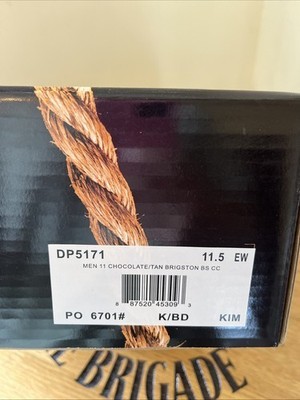 DP5171 11.5 EW
MEN 11 CHOCOLATE/TAN BRIGSTON BS CC
8 87520 45309 3
PO 6701# K/BD KIM
BRIGADE